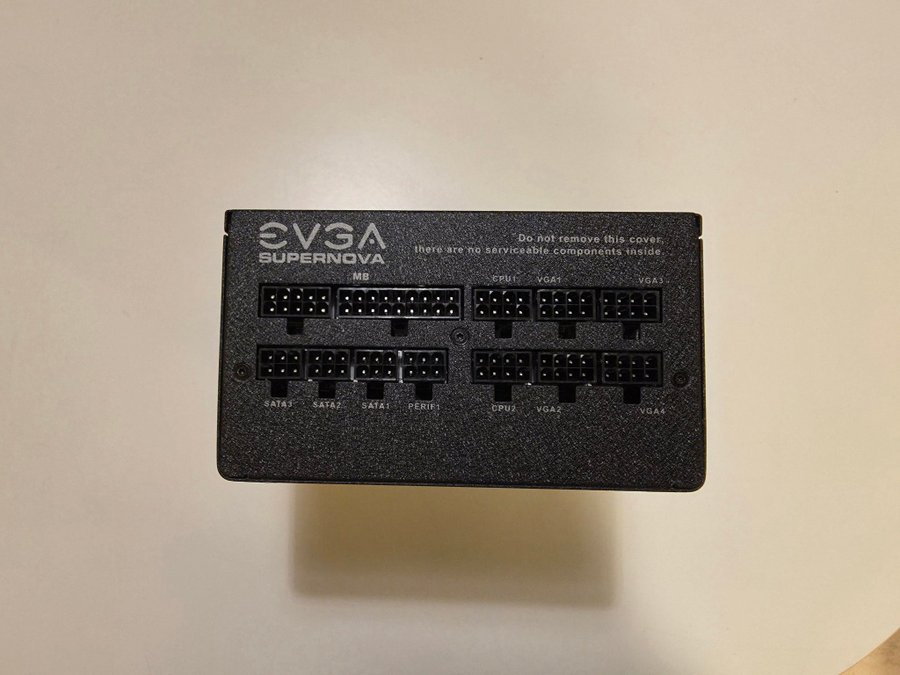 EVGA
SUPERNOVA
Do not remove this cover,
there are no serviceable components inside.
MB
CPU1 VGA1 VGA3
SATA3 SATA2 SATA1 PERIF1
CPU2 VGA2 VGA4